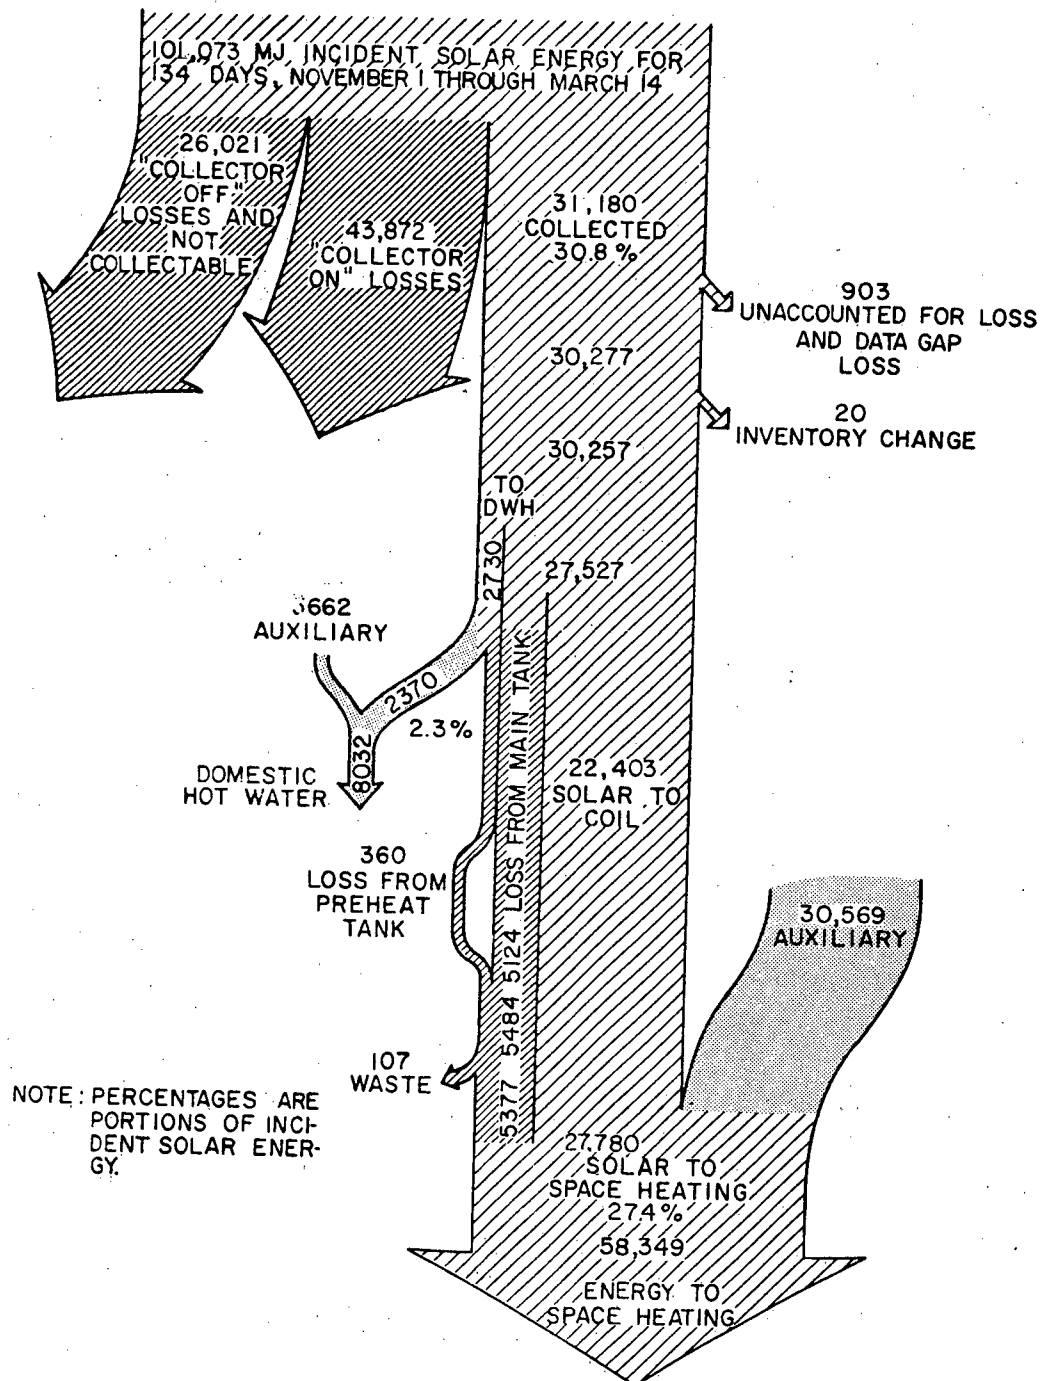 101,073 MJ INCIDENT SOLAR ENERGY FOR
134 DAYS, NOVEMBER 1 THROUGH MARCH 14
26,021
"COLLECTOR
OFF"
LOSSES AND
NOT
COLLECTABLE
43,872
"COLLECTOR
ON" LOSSES
31,180
COLLECTED
30.8 %
903
UNACCOUNTED FOR LOSS
AND DATA GAP
LOSS
30,277
20
INVENTORY CHANGE
30,257
TO
DWH
2730
27,527
AUXILIARY
2370
2.3%
8032
DOMESTIC
HOT WATER
5124 LOSS FROM MAIN TANK
22,403
SOLAR TO
COIL
360
LOSS FROM
PREHEAT
TANK
30,569
AUXILIARY
5484
107
WASTE
5377
NOTE: PERCENTAGES ARE
PORTIONS OF INCI-
DENT SOLAR ENER-
GY.
27,780
SOLAR TO
SPACE HEATING
27.4%
58,349
ENERGY TO
SPACE HEATING